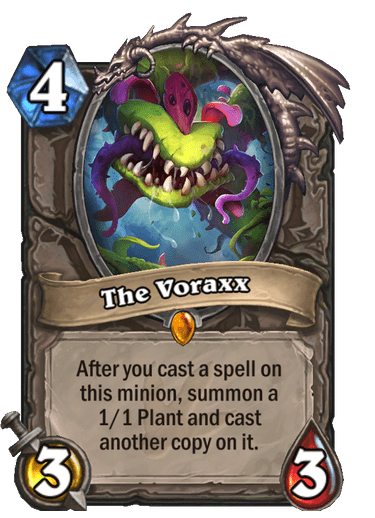 4
The Voraxx
After you cast a spell on
this minion, summon a
1/1 Plant and cast
another copy on it.
3
3